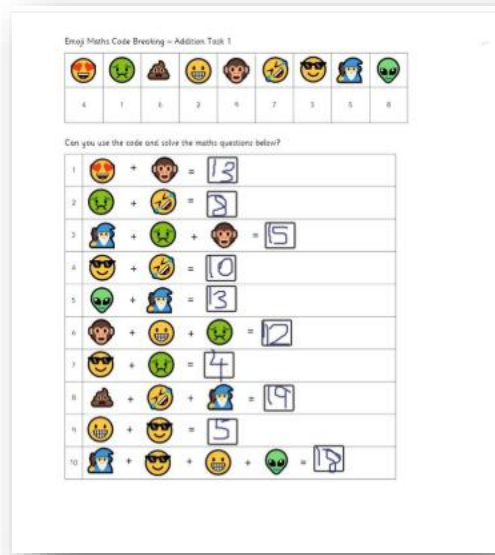 Emoji Maths Code Breaking – Addition Task 1
😍 🤢 💩 😀 🐵 🤣 😎 🧙 👽
4 1 6 2 9 7 3 5 8
Can you use the code and solve the maths questions below?
1 😍 + 🐵 = 13
2 🤢 + 🤣 = 8
3 🧙 + 🤢 + 🐵 = 15
4 😎 + 🤣 = 10
5 👽 + 🧙 = 13
6 🐵 + 😀 + 🤢 = 12
7 😎 + 🤢 = 4
8 💩 + 🤣 + 🧙 = 19
9 😀 + 😎 = 5
10 🧙 + 😎 + 😀 + 👽 = 18